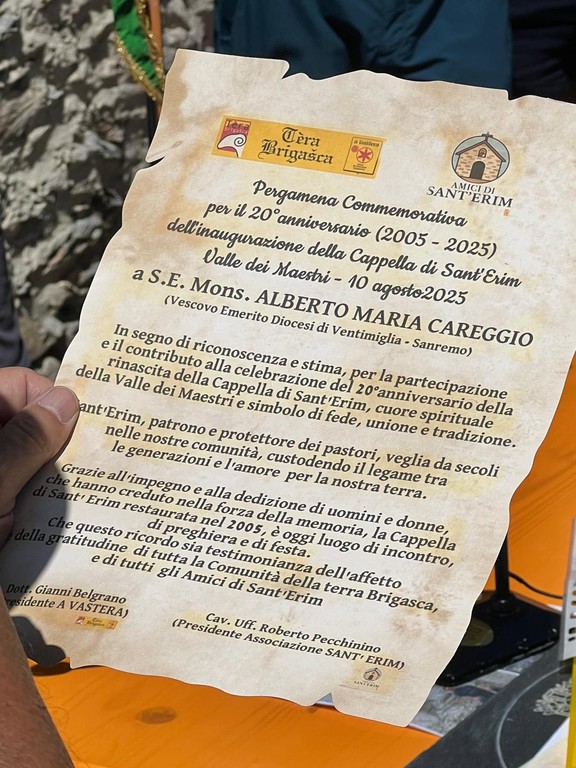 Tèra
Brigašca
a vaštera
AMICI DI
SANT'ERIM
Pergamena Commemorativa
per il 20°anniversario (2005 - 2025)
dell'inaugurazione della Cappella di Sant'Erim
Valle dei Maestri - 10 agosto2025
a S.E. Mons. ALBERTO MARIA CAREGGIO
(Vescovo Emerito Diocesi di Ventimiglia - Sanremo)
In segno di riconoscenza e stima, per la partecipazione
e il contributo alla celebrazione del 20°anniversario della
rinascita della Cappella di Sant'Erim, cuore spirituale
della Valle dei Maestri e simbolo di fede, unione e tradizione.
ant'Erim, patrono e protettore dei pastori, veglia da secoli
nelle nostre comunità, custodendo il legame tra
le generazioni e l'amore per la nostra terra.
Grazie all'impegno e alla dedizione di uomini e donne,
che hanno creduto nella forza della memoria, la Cappella
di Sant'Erim restaurata nel 2005, è oggi luogo di incontro,
di preghiera e di festa.
Che questo ricordo sia testimonianza dell'affetto
e della gratitudine di tutta la Comunità della terra Brigasca,
e di tutti gli Amici di Sant'Erim
Dott. Gianni Belgrano
residente A VASTERA)
Tèra
Brigašca
Cav. Uff. Roberto Pecchinino
(Presidente Associazione SANT'ERIM)
SANT'ERIM